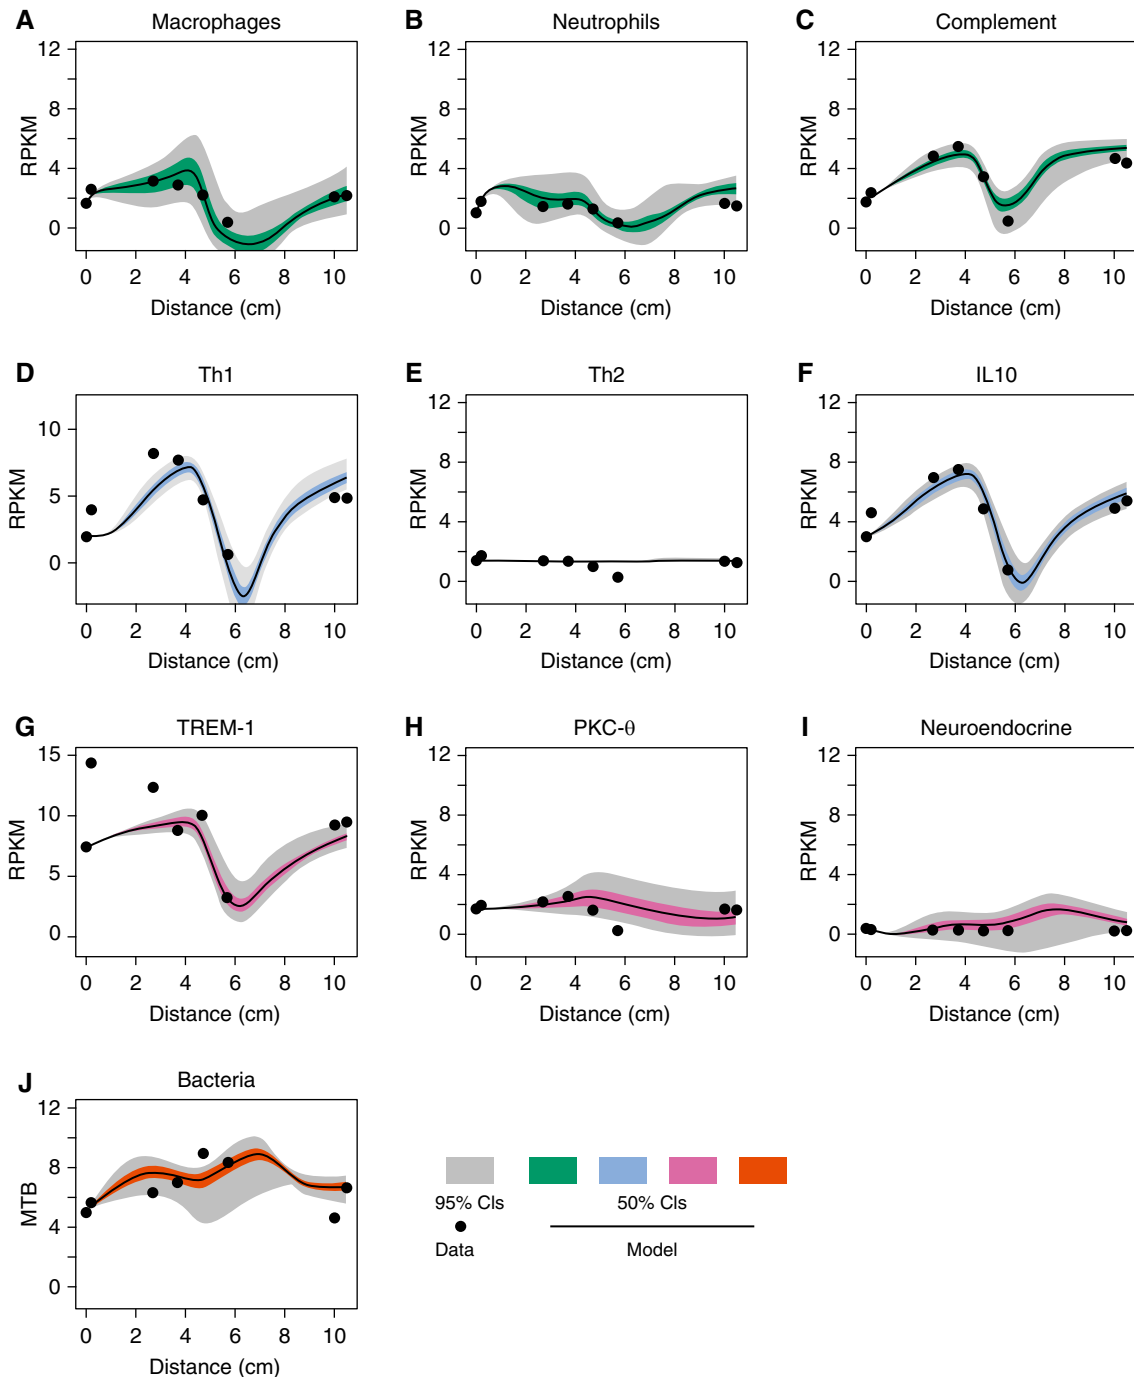 A Macrophages
12
8
4
0
RPKM
0 2 4 6 8 10
Distance (cm)
B Neutrophils
12
8
4
0
RPKM
0 2 4 6 8 10
Distance (cm)
C Complement
12
8
4
0
RPKM
0 2 4 6 8 10
Distance (cm)
D Th1
10
5
0
RPKM
0 2 4 6 8 10
Distance (cm)
E Th2
12
8
4
0
RPKM
0 2 4 6 8 10
Distance (cm)
F IL10
12
8
4
0
RPKM
0 2 4 6 8 10
Distance (cm)
G TREM-1
15
10
5
0
RPKM
0 2 4 6 8 10
Distance (cm)
H PKC-θ
12
8
4
0
RPKM
0 2 4 6 8 10
Distance (cm)
I Neuroendocrine
12
8
4
0
RPKM
0 2 4 6 8 10
Distance (cm)
J Bacteria
12
8
4
0
MTB
0 2 4 6 8 10
Distance (cm)
95% CIs 50% CIs
Data Model